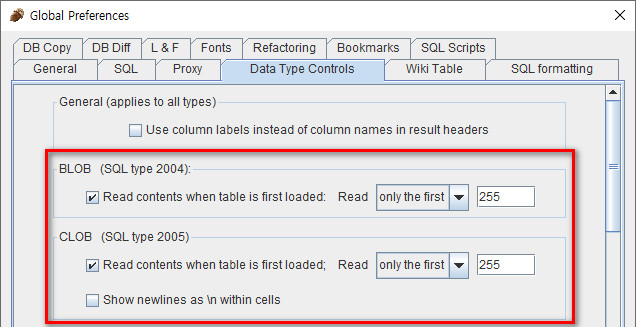 Global Preferences
DB Copy DB Diff L & F Fonts Refactoring Bookmarks SQL Scripts
General SQL Proxy Data Type Controls Wiki Table SQL formatting
General (applies to all types)
Use column labels instead of column names in result headers
BLOB (SQL type 2004):
Read contents when table is first loaded: Read only the first 255
CLOB (SQL type 2005)
Read contents when table is first loaded; Read only the first 255
Show newlines as \n within cells